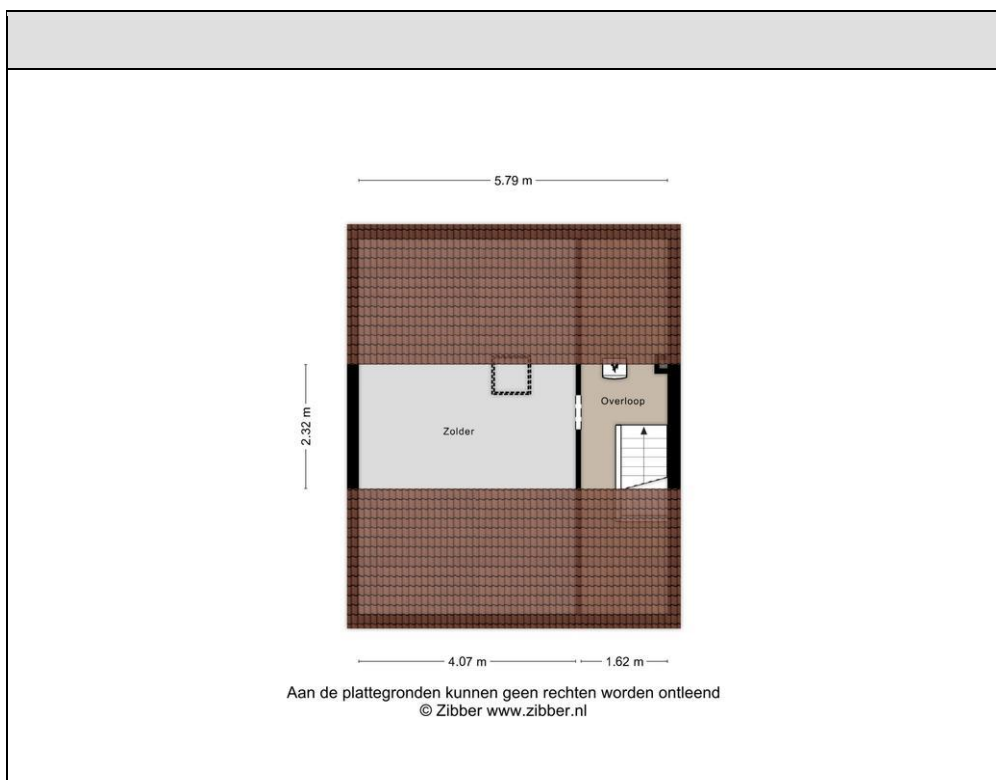 5.79 m
2.32 m
Overloop
Zolder
4.07 m
1.62 m
Aan de plattegronden kunnen geen rechten worden ontleend
© Zibber www.zibber.nl